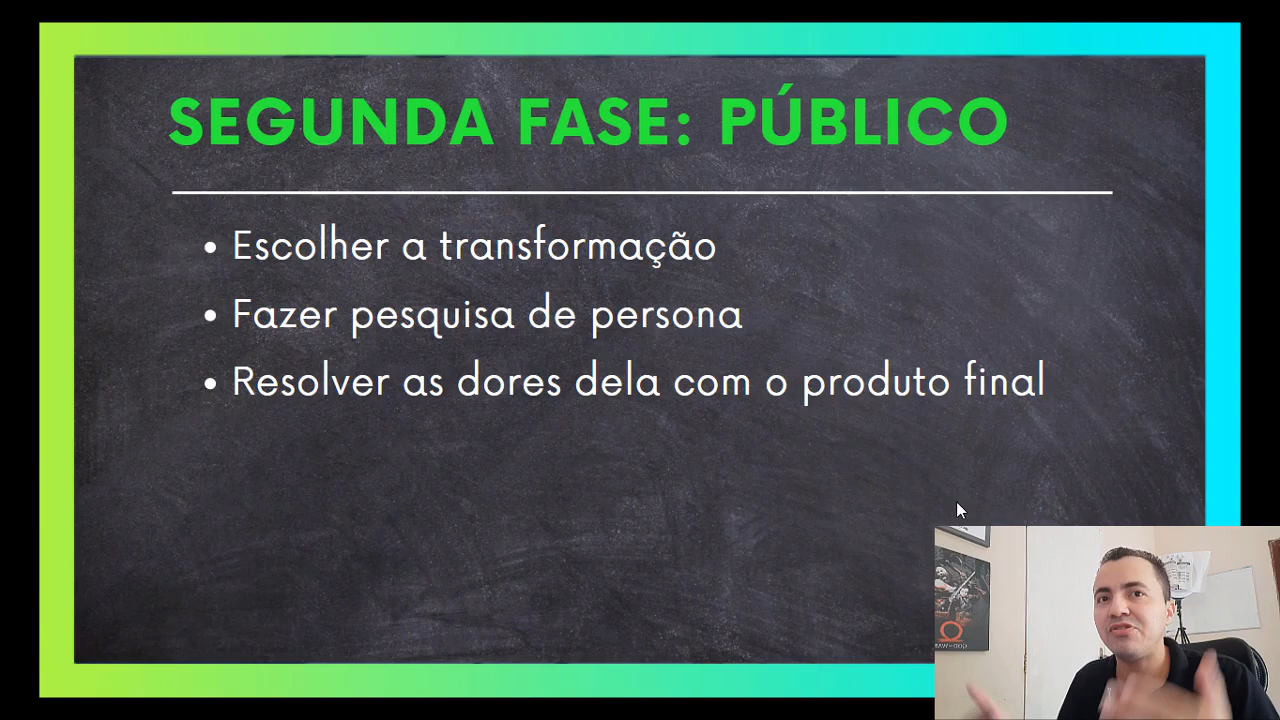 SEGUNDA FASE: PÚBLICO
• Escolher a transformação
• Fazer pesquisa de persona
• Resolver as dores dela com o produto final